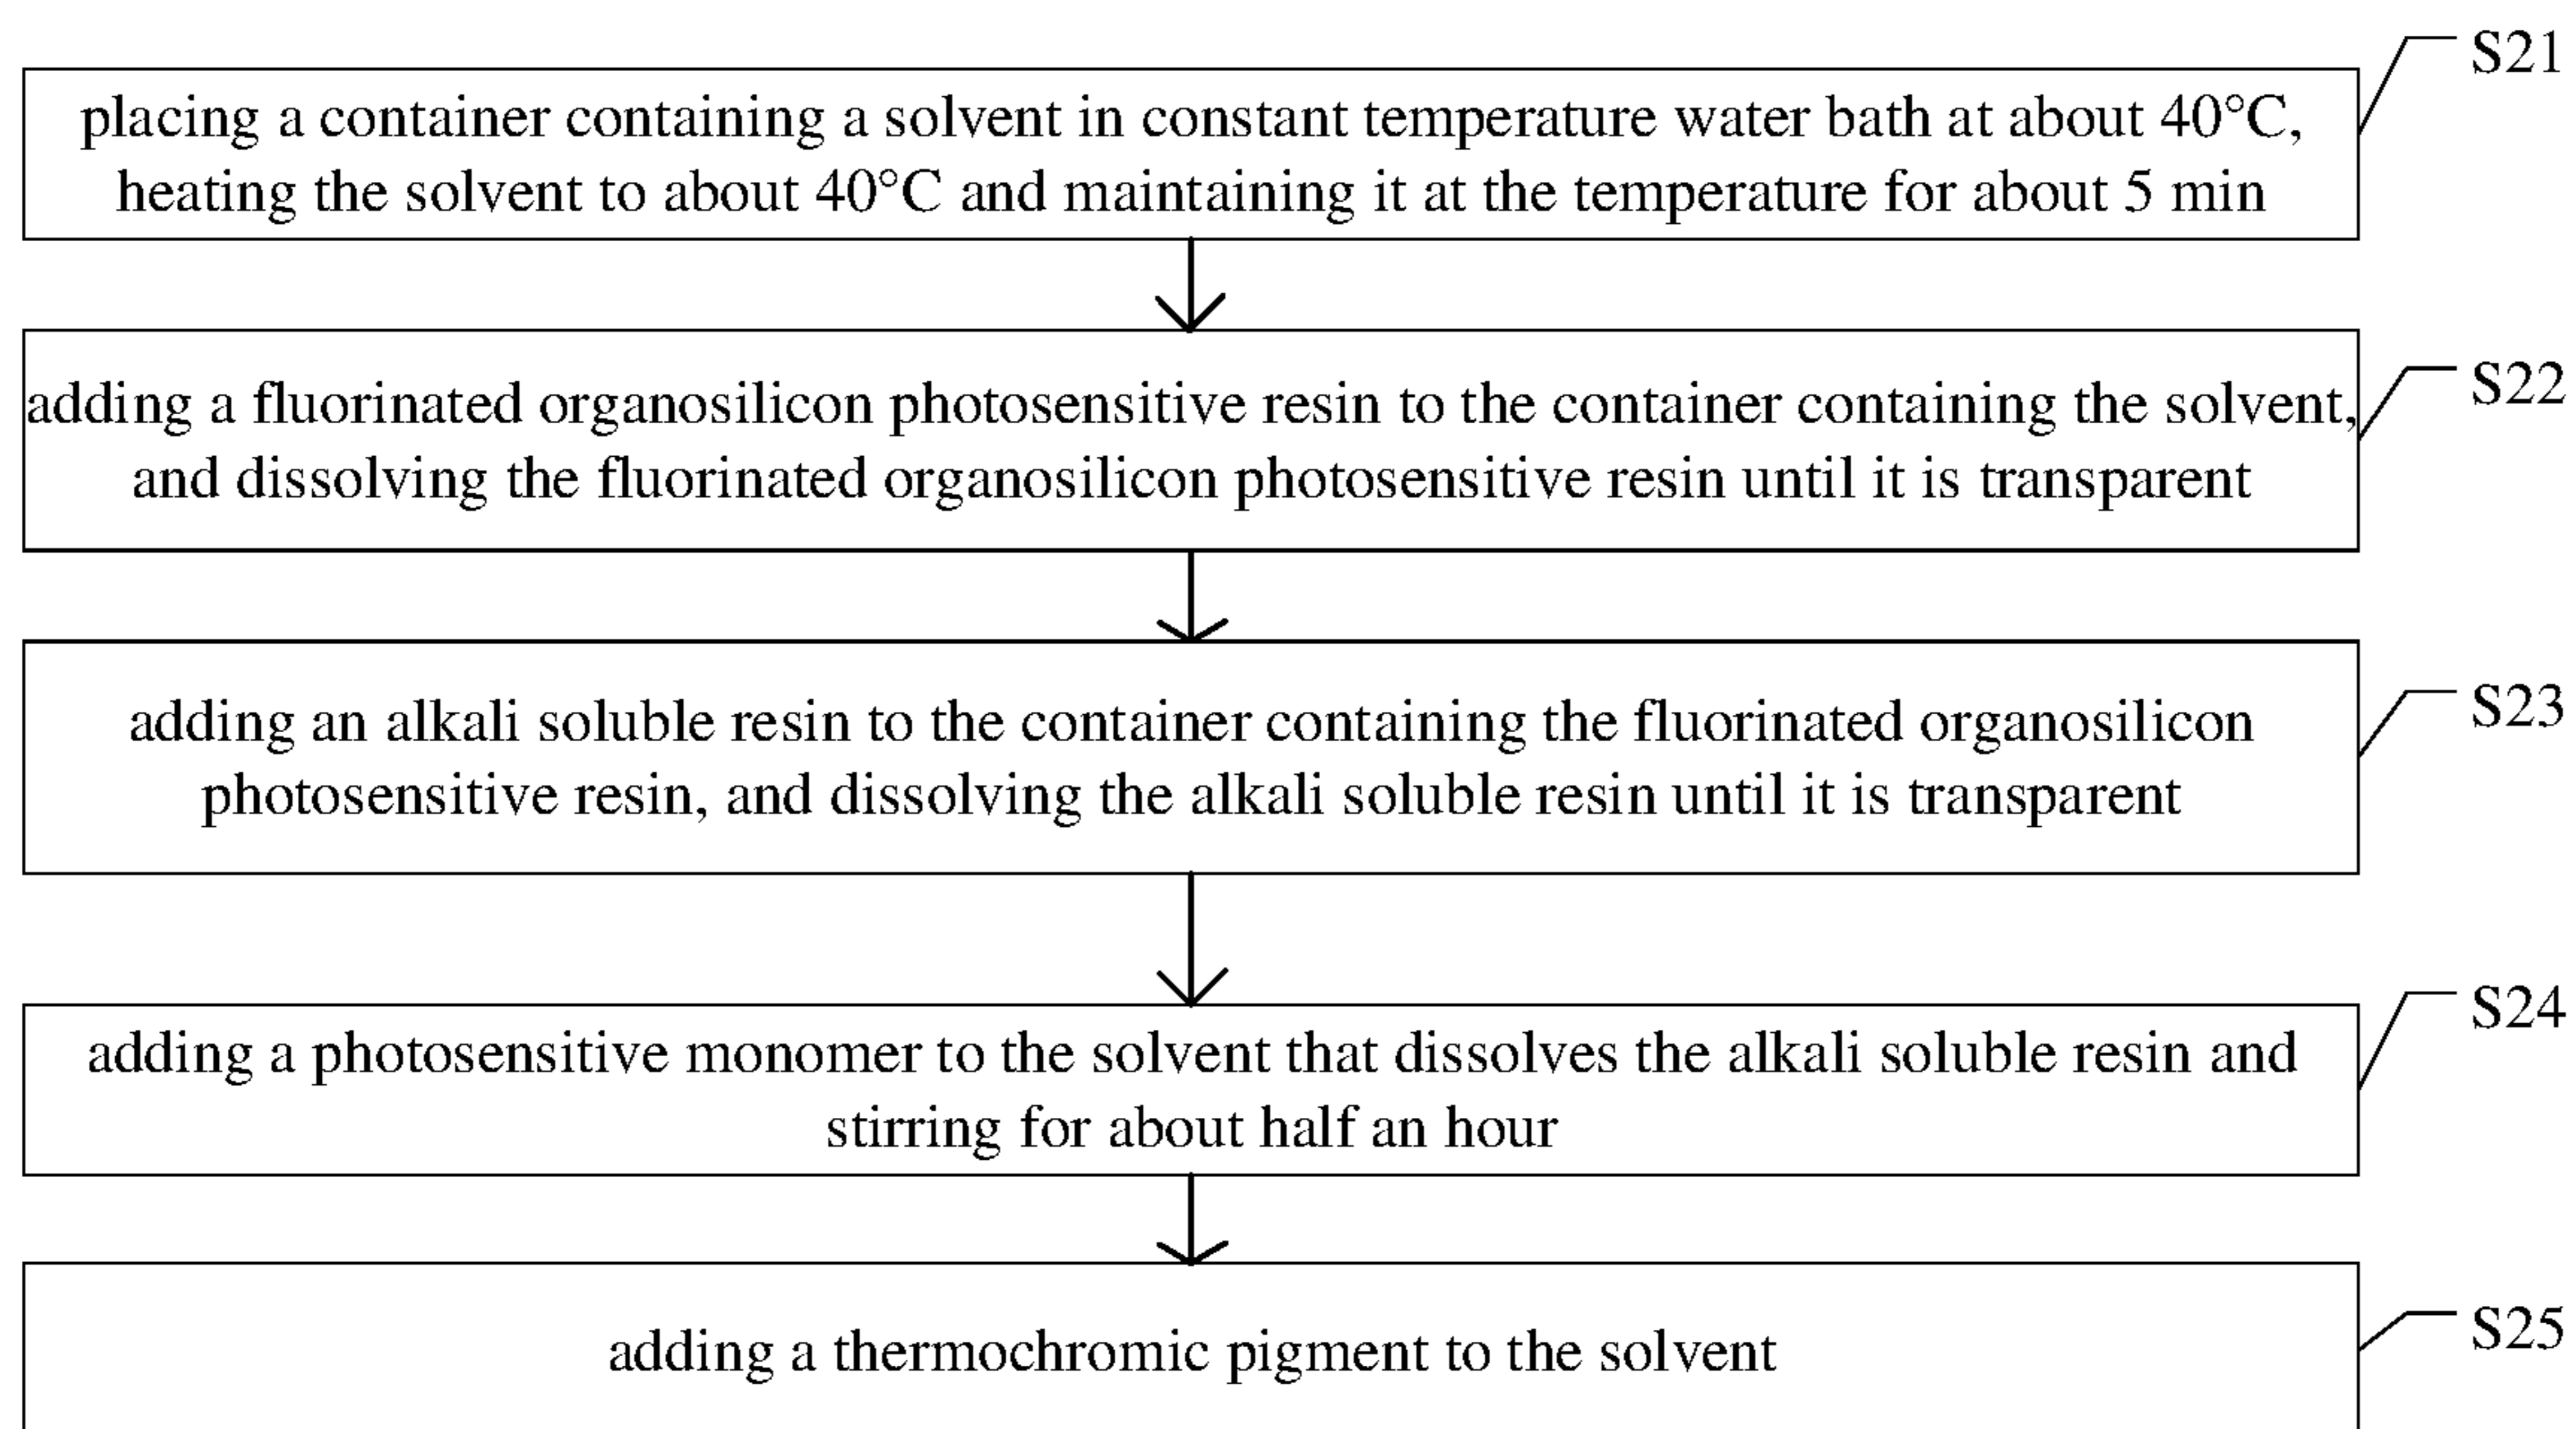 S21
placing a container containing a solvent in constant temperature water bath at about 40°C,
heating the solvent to about 40°C and maintaining it at the temperature for about 5 min
S22
adding a fluorinated organosilicon photosensitive resin to the container containing the solvent,
and dissolving the fluorinated organosilicon photosensitive resin until it is transparent
S23
adding an alkali soluble resin to the container containing the fluorinated organosilicon
photosensitive resin, and dissolving the alkali soluble resin until it is transparent
S24
adding a photosensitive monomer to the solvent that dissolves the alkali soluble resin and
stirring for about half an hour
S25
adding a thermochromic pigment to the solvent